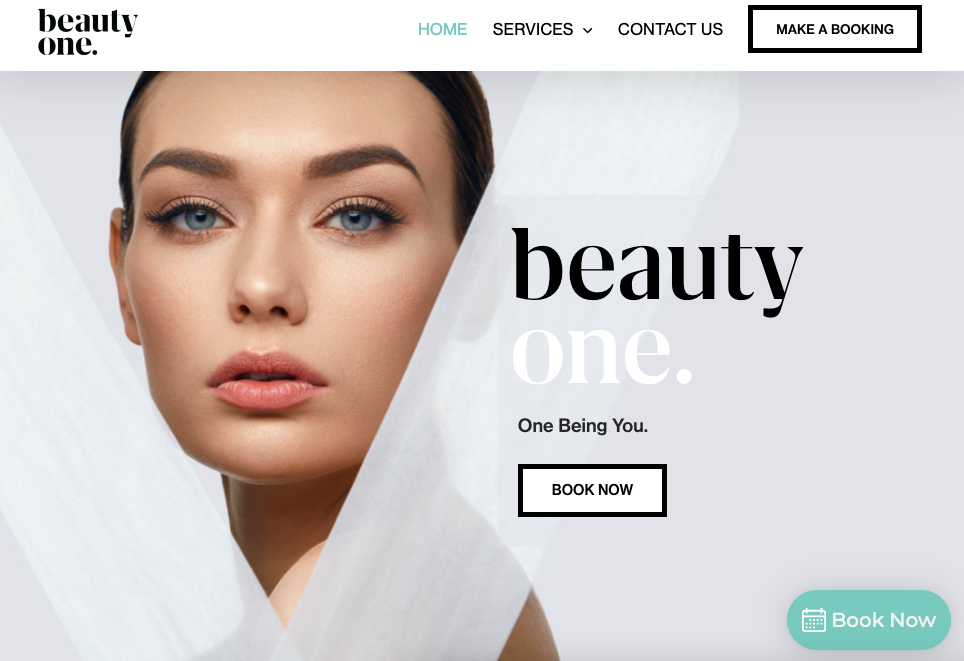 beauty
one.
HOME SERVICES CONTACT US MAKE A BOOKING
beauty
one.
One Being You.
BOOK NOW
Book Now